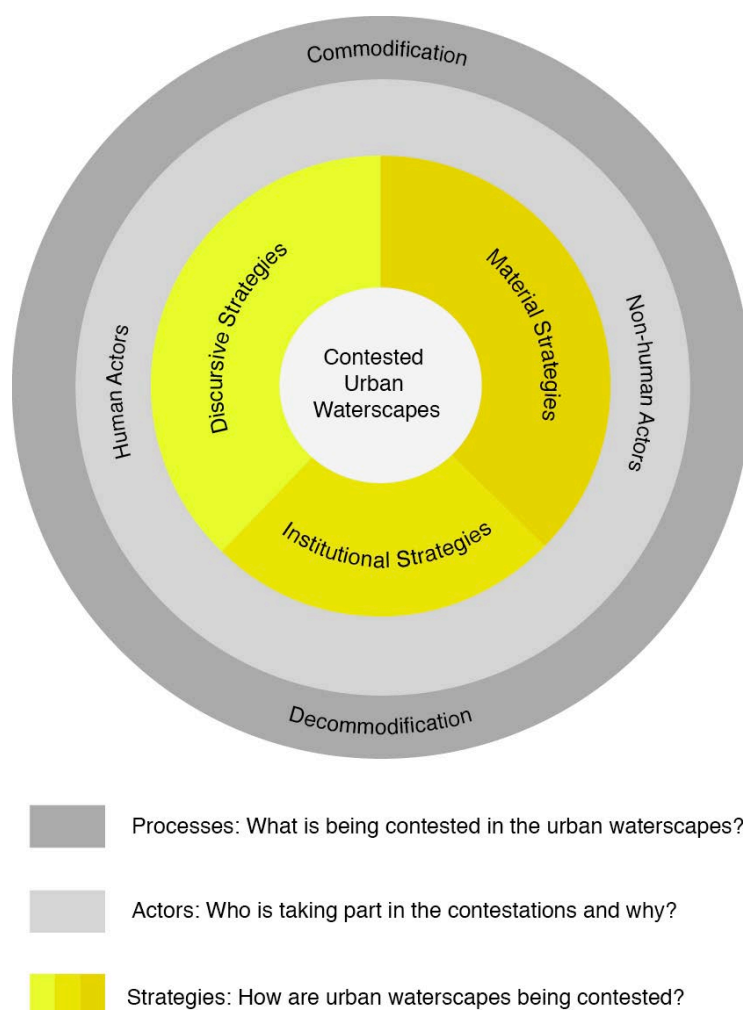 Commodification
Human Actors
Discursive Strategies
Material Strategies
Non-human Actors
Contested
Urban
Waterscapes
Institutional Strategies
Decommodification
Processes: What is being contested in the urban waterscapes?
Actors: Who is taking part in the contestations and why?
Strategies: How are urban waterscapes being contested?